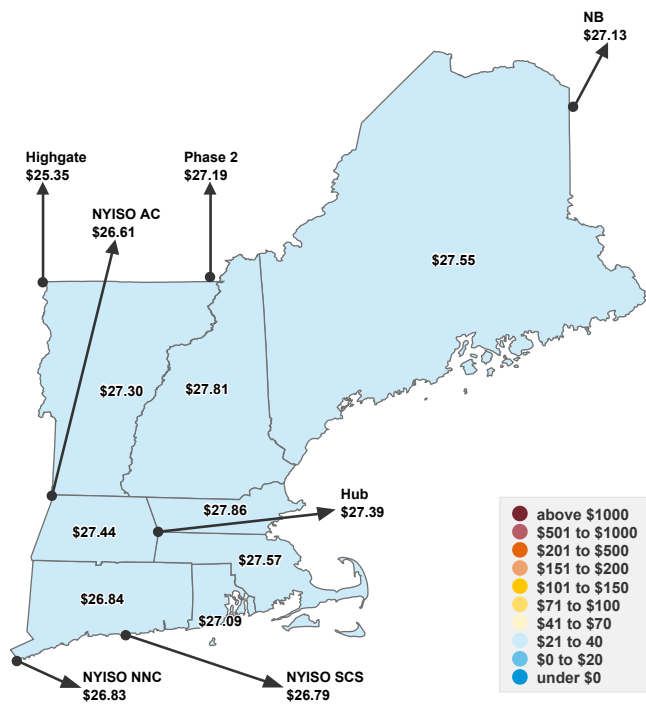 NB
$27.13
Highgate
$25.35
Phase 2
$27.19
NYISO AC
$26.61
$27.55
$27.30
$27.81
Hub
$27.39
$27.86
$27.44
$27.57
$26.84
$27.09
NYISO NNC
$26.83
NYISO SCS
$26.79
above $1000
$501 to $1000
$201 to $500
$151 to $200
$101 to $150
$71 to $100
$41 to $70
$21 to 40
$0 to $20
under $0